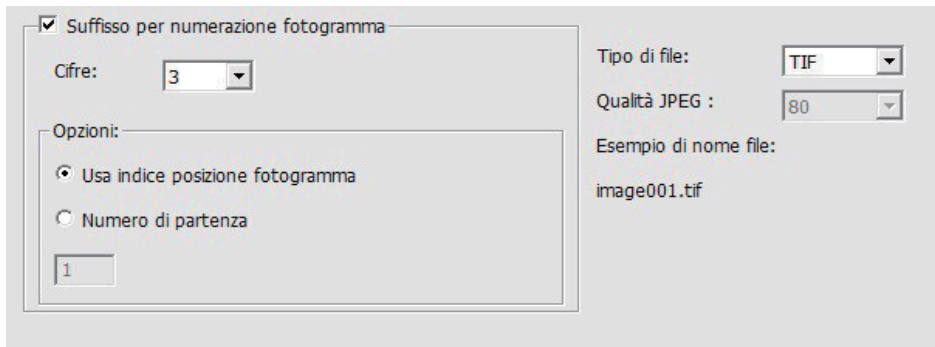 Suffisso per numerazione fotogramma
Cifre: 3
Opzioni:
Usa indice posizione fotogramma
Numero di partenza
1
Tipo di file: TIF
Qualità JPEG : 80
Esempio di nome file:
image001.tif